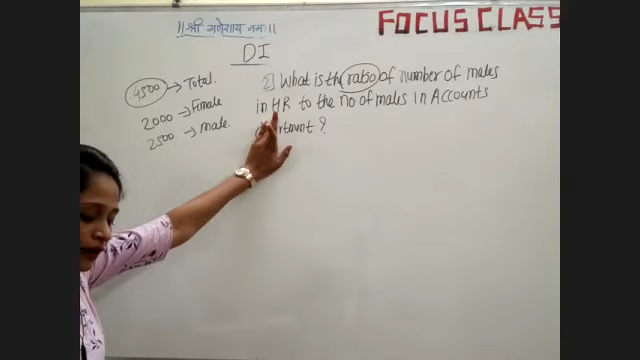 ||श्री गणेशाय नमः||
FOCUS CLASS
DI
4500 → Total.
2000 → Female
2500 → male.
2] What is the ratio of number of males
in HR to the no of males in Accounts
?